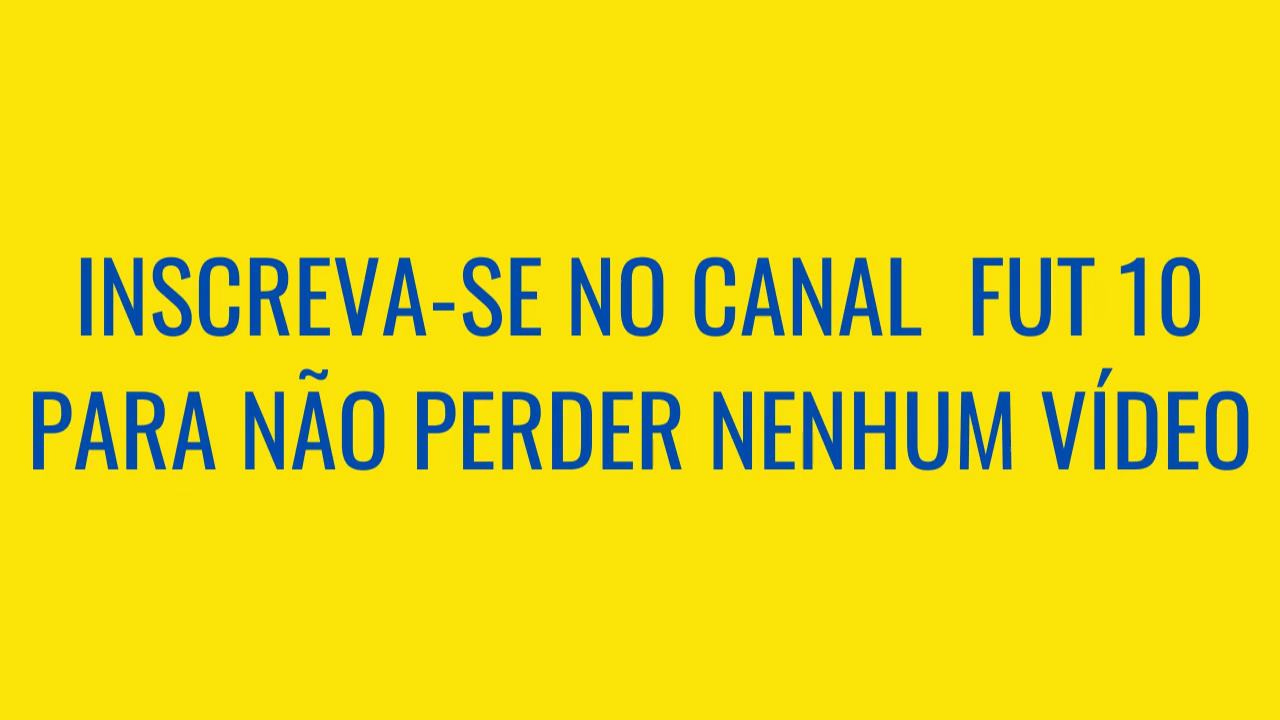 INSCREVA-SE NO CANAL  FUT 10
PARA NÃO PERDER NENHUM VÍDEO